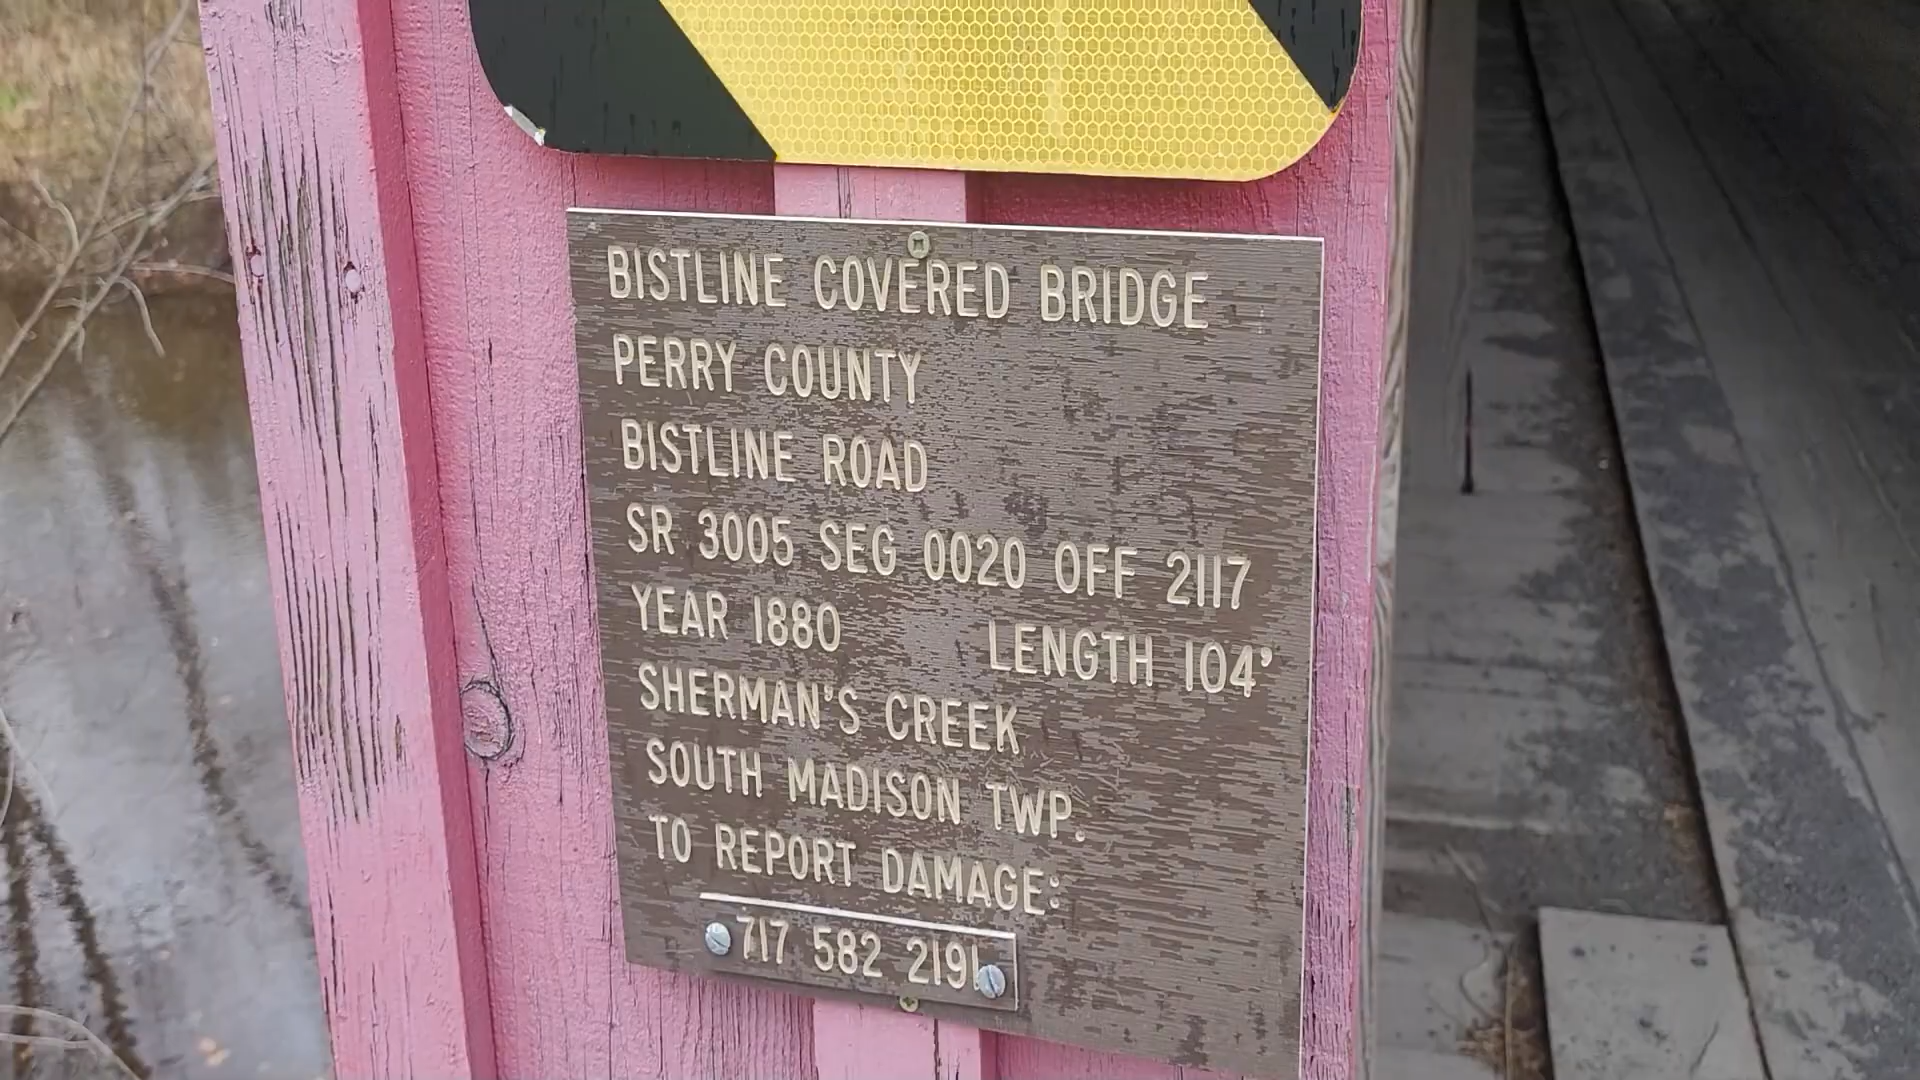 BISTLINE COVERED BRIDGE
PERRY COUNTY
BISTLINE ROAD
SR 3005 SEG 0020 OFF 2117
YEAR 1880 LENGTH 104'
SHERMAN'S CREEK
SOUTH MADISON TWP.
TO REPORT DAMAGE:
717 582 2191